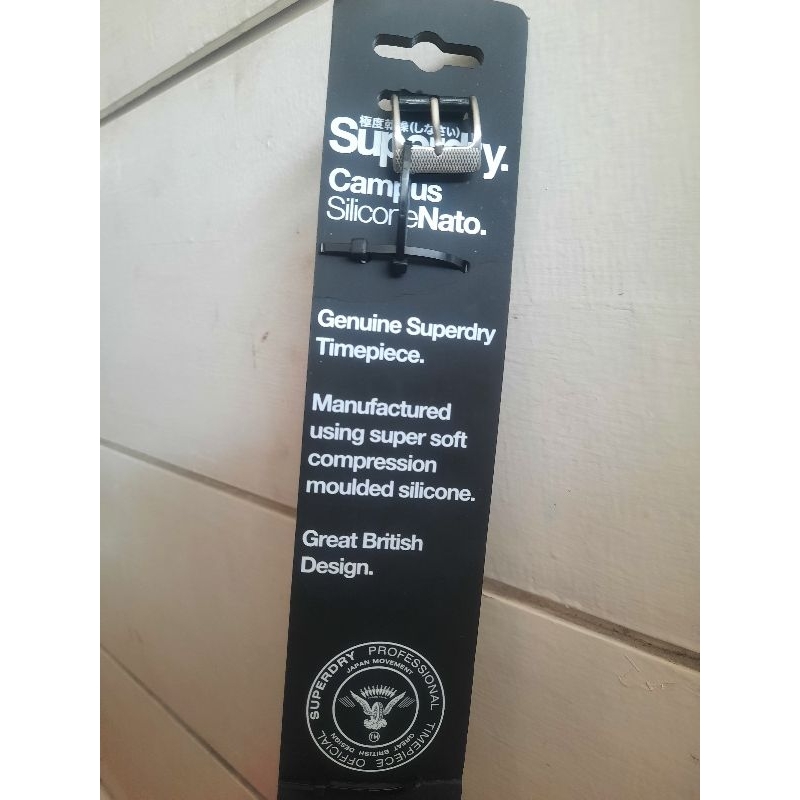 極度乾燥(しなさい)
Superdry.
Campus
SiliconeNato.
Genuine Superdry
Timepiece.
Manufactured
using super soft
compression
moulded silicone.
Great British
Design.
SUPERDRY PROFESSIONAL TIMEPIECE OFFICIAL
JAPAN MOVEMENT
GREAT BRITISH DESIGN